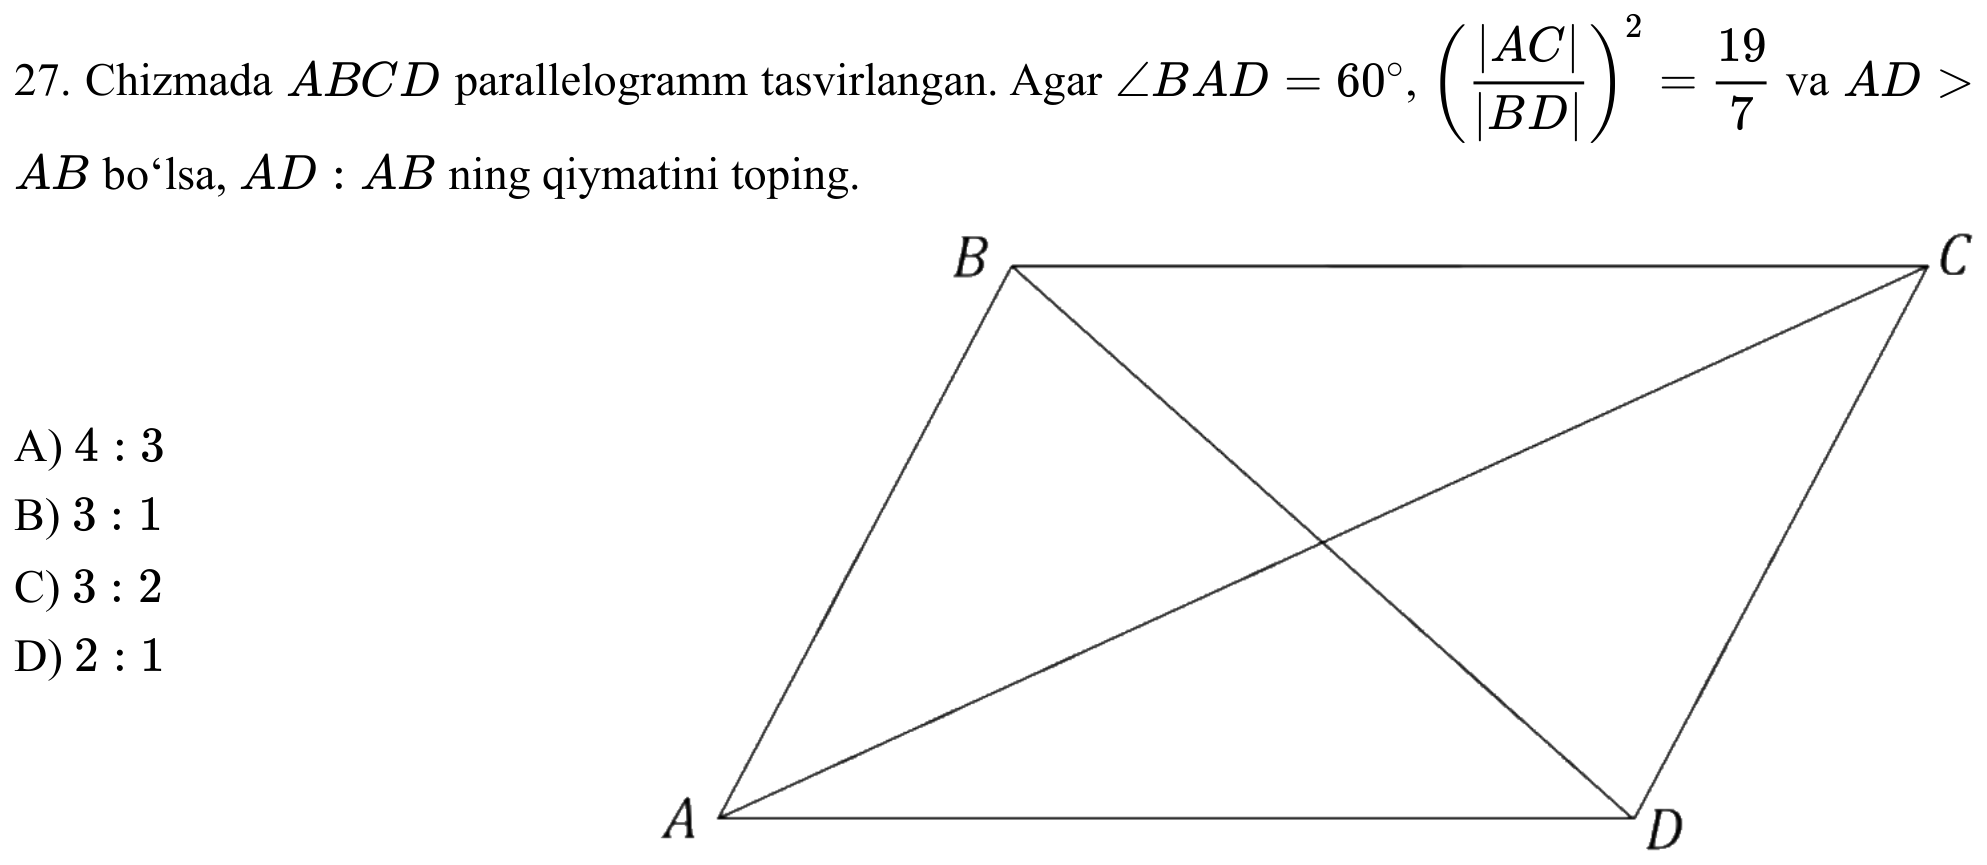 27. Chizmada ABCD parallelogramm tasvirlangan. Agar ∠BAD = 60°, (|AC|/|BD|)² = 19/7 va AD >
AB bo‘lsa, AD : AB ning qiymatini toping.
B
C
A) 4 : 3
B) 3 : 1
C) 3 : 2
D) 2 : 1
A
D